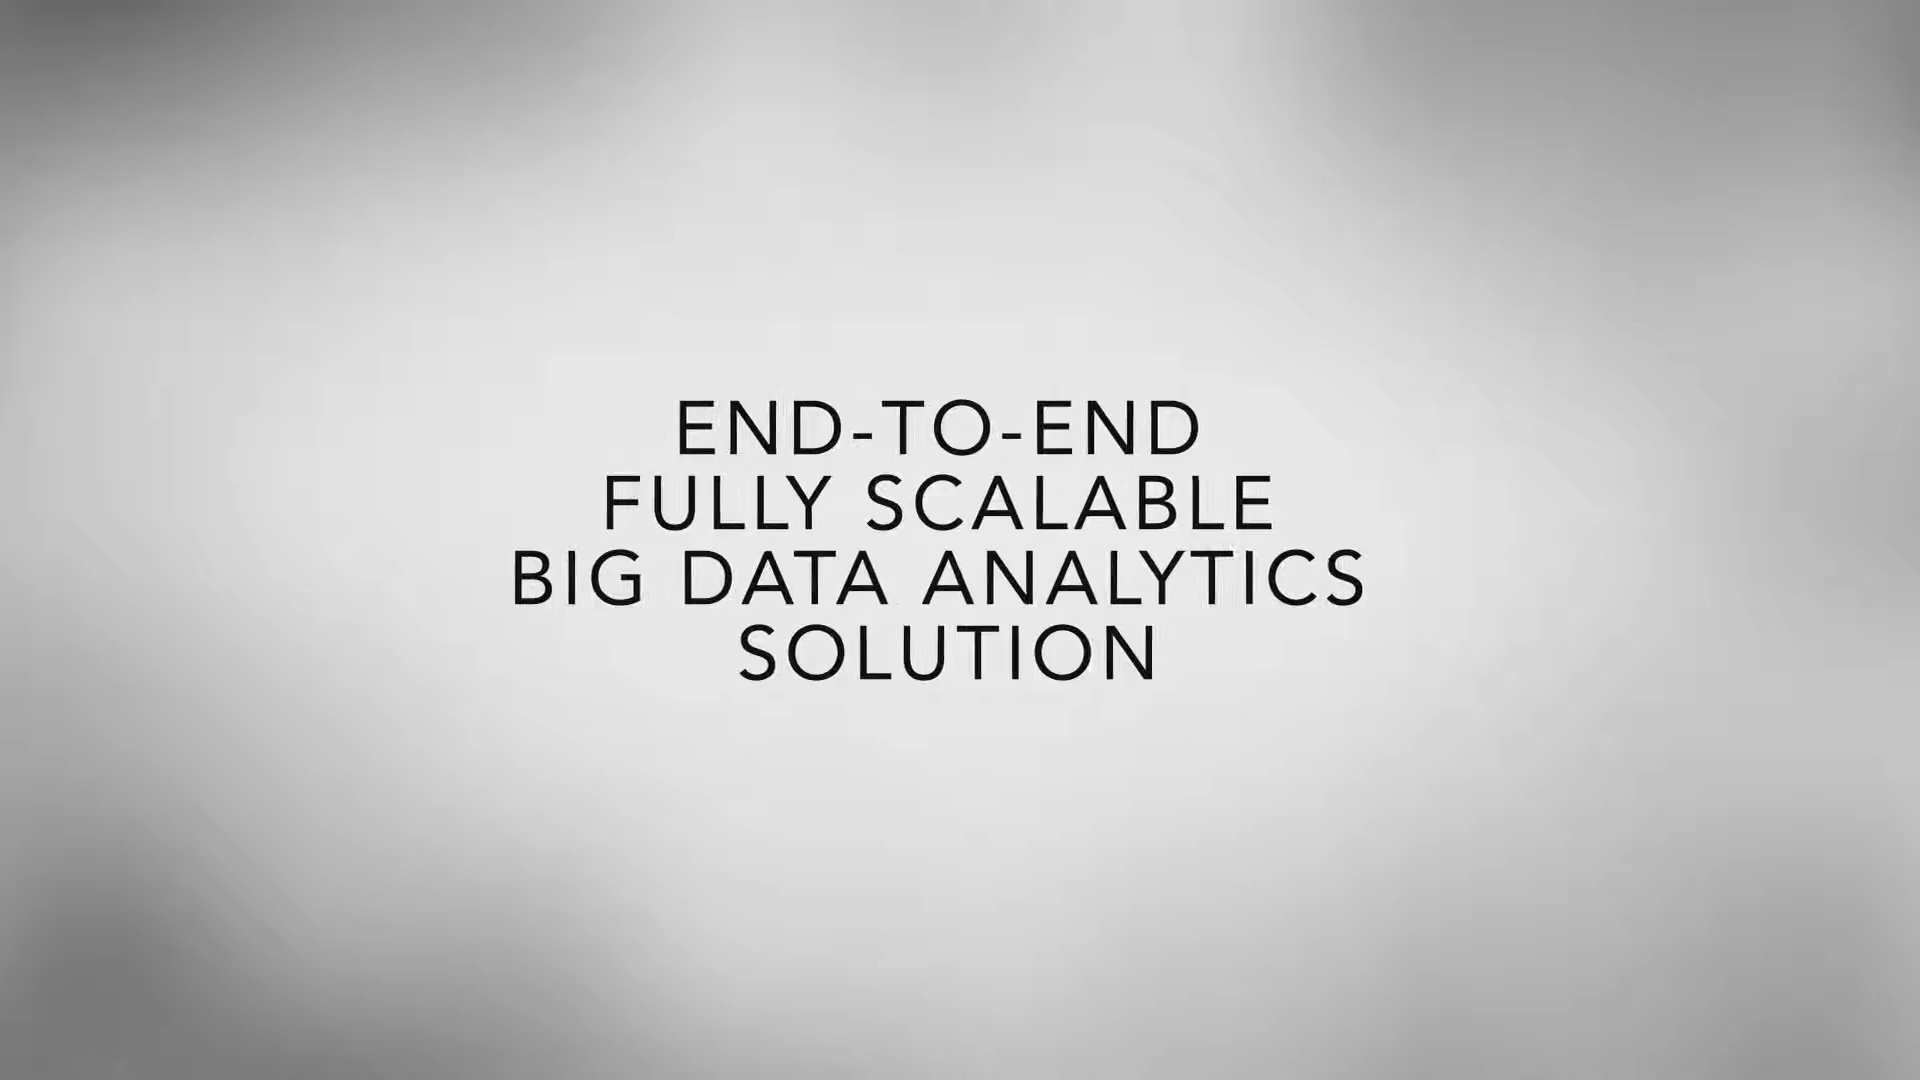 END-TO-END
FULLY SCALABLE
BIG DATA ANALYTICS
SOLUTION